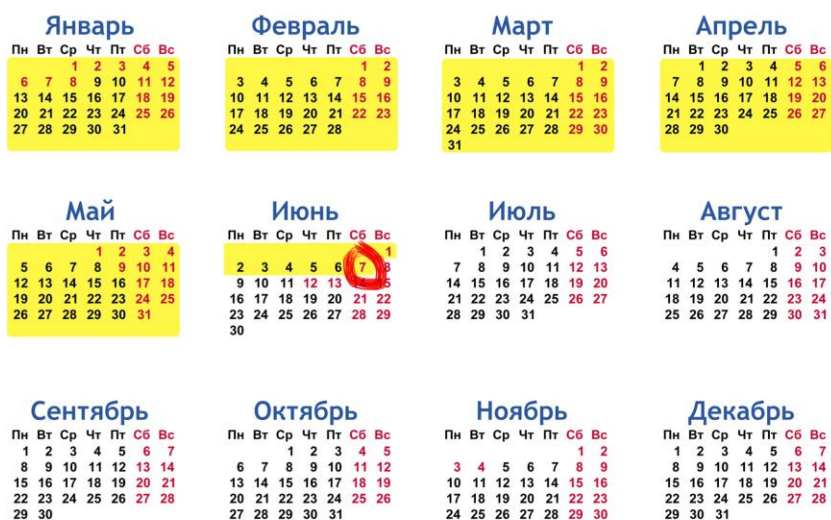 Январь
Пн Вт Ср Чт Пт Сб Вс
1 2 3 4 5
6 7 8 9 10 11 12
13 14 15 16 17 18 19
20 21 22 23 24 25 26
27 28 29 30 31
Февраль
Пн Вт Ср Чт Пт Сб Вс
1 2
3 4 5 6 7 8 9
10 11 12 13 14 15 16
17 18 19 20 21 22 23
24 25 26 27 28
Март
Пн Вт Ср Чт Пт Сб Вс
1 2
3 4 5 6 7 8 9
10 11 12 13 14 15 16
17 18 19 20 21 22 23
24 25 26 27 28 29 30
31
Апрель
Пн Вт Ср Чт Пт Сб Вс
1 2 3 4 5 6
7 8 9 10 11 12 13
14 15 16 17 18 19 20
21 22 23 24 25 26 27
28 29 30
Май
Пн Вт Ср Чт Пт Сб Вс
1 2 3 4
5 6 7 8 9 10 11
12 13 14 15 16 17 18
19 20 21 22 23 24 25
26 27 28 29 30 31
Июнь
Пн Вт Ср Чт Пт Сб Вс
1
2 3 4 5 6 7 8
9 10 11 12 13 14 15
16 17 18 19 20 21 22
23 24 25 26 27 28 29
30
Июль
Пн Вт Ср Чт Пт Сб Вс
1 2 3 4 5 6
7 8 9 10 11 12 13
14 15 16 17 18 19 20
21 22 23 24 25 26 27
28 29 30 31
Август
Пн Вт Ср Чт Пт Сб Вс
1 2 3
4 5 6 7 8 9 10
11 12 13 14 15 16 17
18 19 20 21 22 23 24
25 26 27 28 29 30 31
Сентябрь
Пн Вт Ср Чт Пт Сб Вс
1 2 3 4 5 6 7
8 9 10 11 12 13 14
15 16 17 18 19 20 21
22 23 24 25 26 27 28
29 30
Октябрь
Пн Вт Ср Чт Пт Сб Вс
1 2 3 4 5
6 7 8 9 10 11 12
13 14 15 16 17 18 19
20 21 22 23 24 25 26
27 28 29 30 31
Ноябрь
Пн Вт Ср Чт Пт Сб Вс
1 2
3 4 5 6 7 8 9
10 11 12 13 14 15 16
17 18 19 20 21 22 23
24 25 26 27 28 29 30
Декабрь
Пн Вт Ср Чт Пт Сб Вс
1 2 3 4 5 6 7
8 9 10 11 12 13 14
15 16 17 18 19 20 21
22 23 24 25 26 27 28
29 30 31